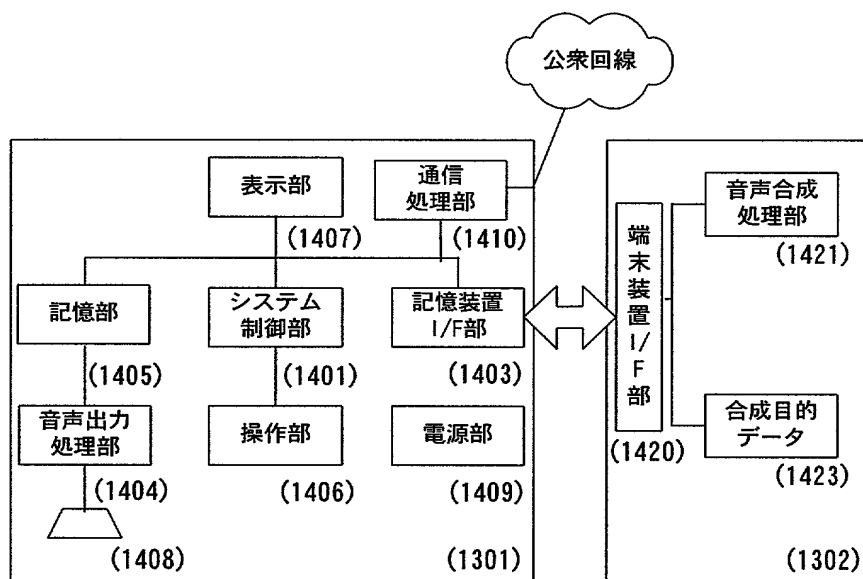 公衆回線
表示部
(1407)
通信
処理部
(1410)
記憶部
(1405)
システム
制御部
(1401)
記憶装置
I/F部
(1403)
音声出力
処理部
(1404)
操作部
(1406)
電源部
(1409)
(1408)
(1301)
端末装置I/F部
(1420)
音声合成
処理部
(1421)
合成目的
データ
(1423)
(1302)